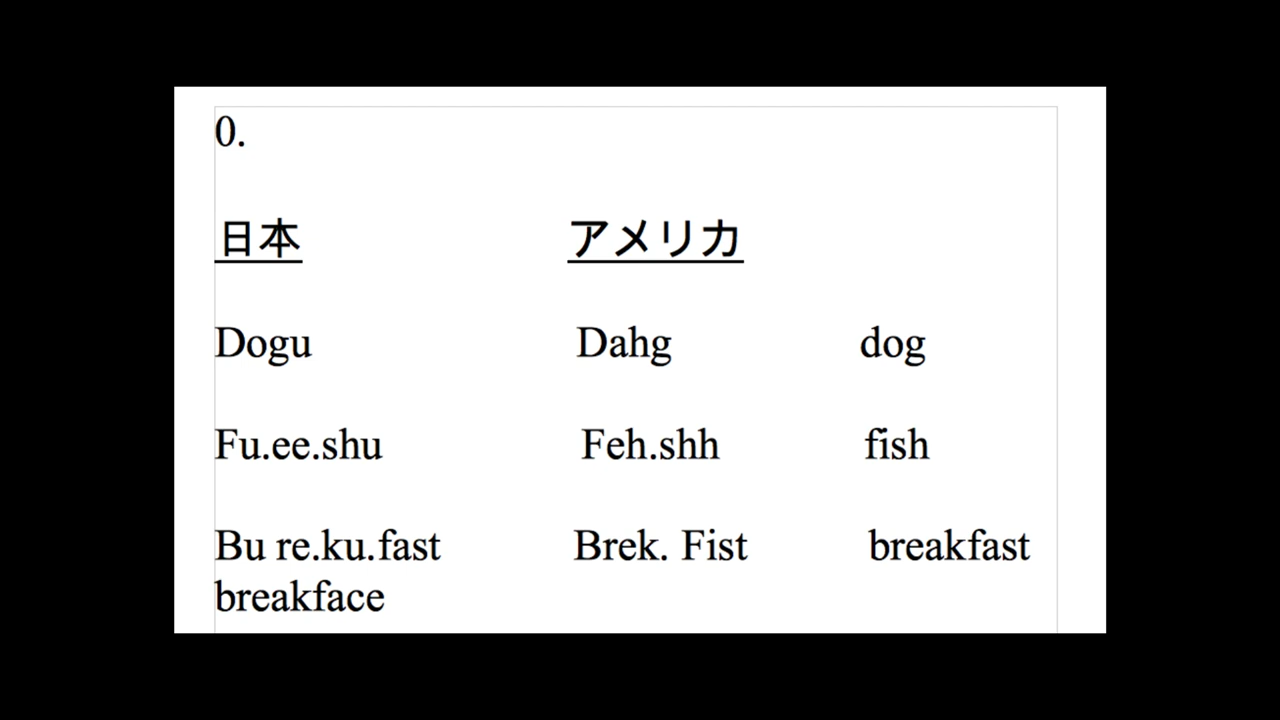 0.
日本 アメリカ
Dogu Dahg dog
Fu.ee.shu Feh.shh fish
Bu re.ku.fast Brek. Fist breakfast
breakface